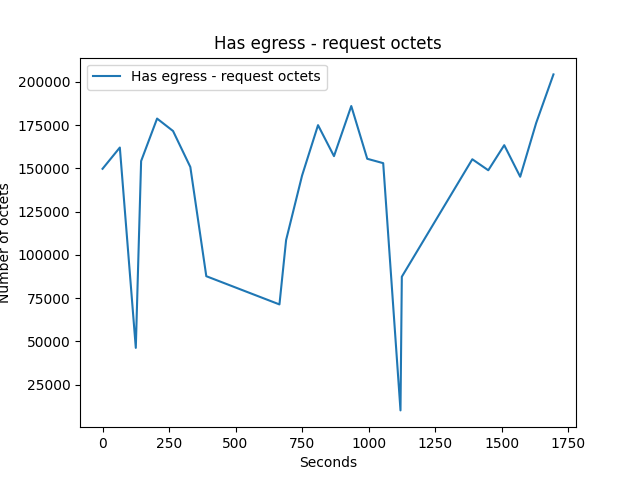 Has egress - request octets
Has egress - request octets
200000
175000
150000
125000
100000
75000
50000
25000
Number of octets
0 250 500 750 1000 1250 1500 1750
Seconds